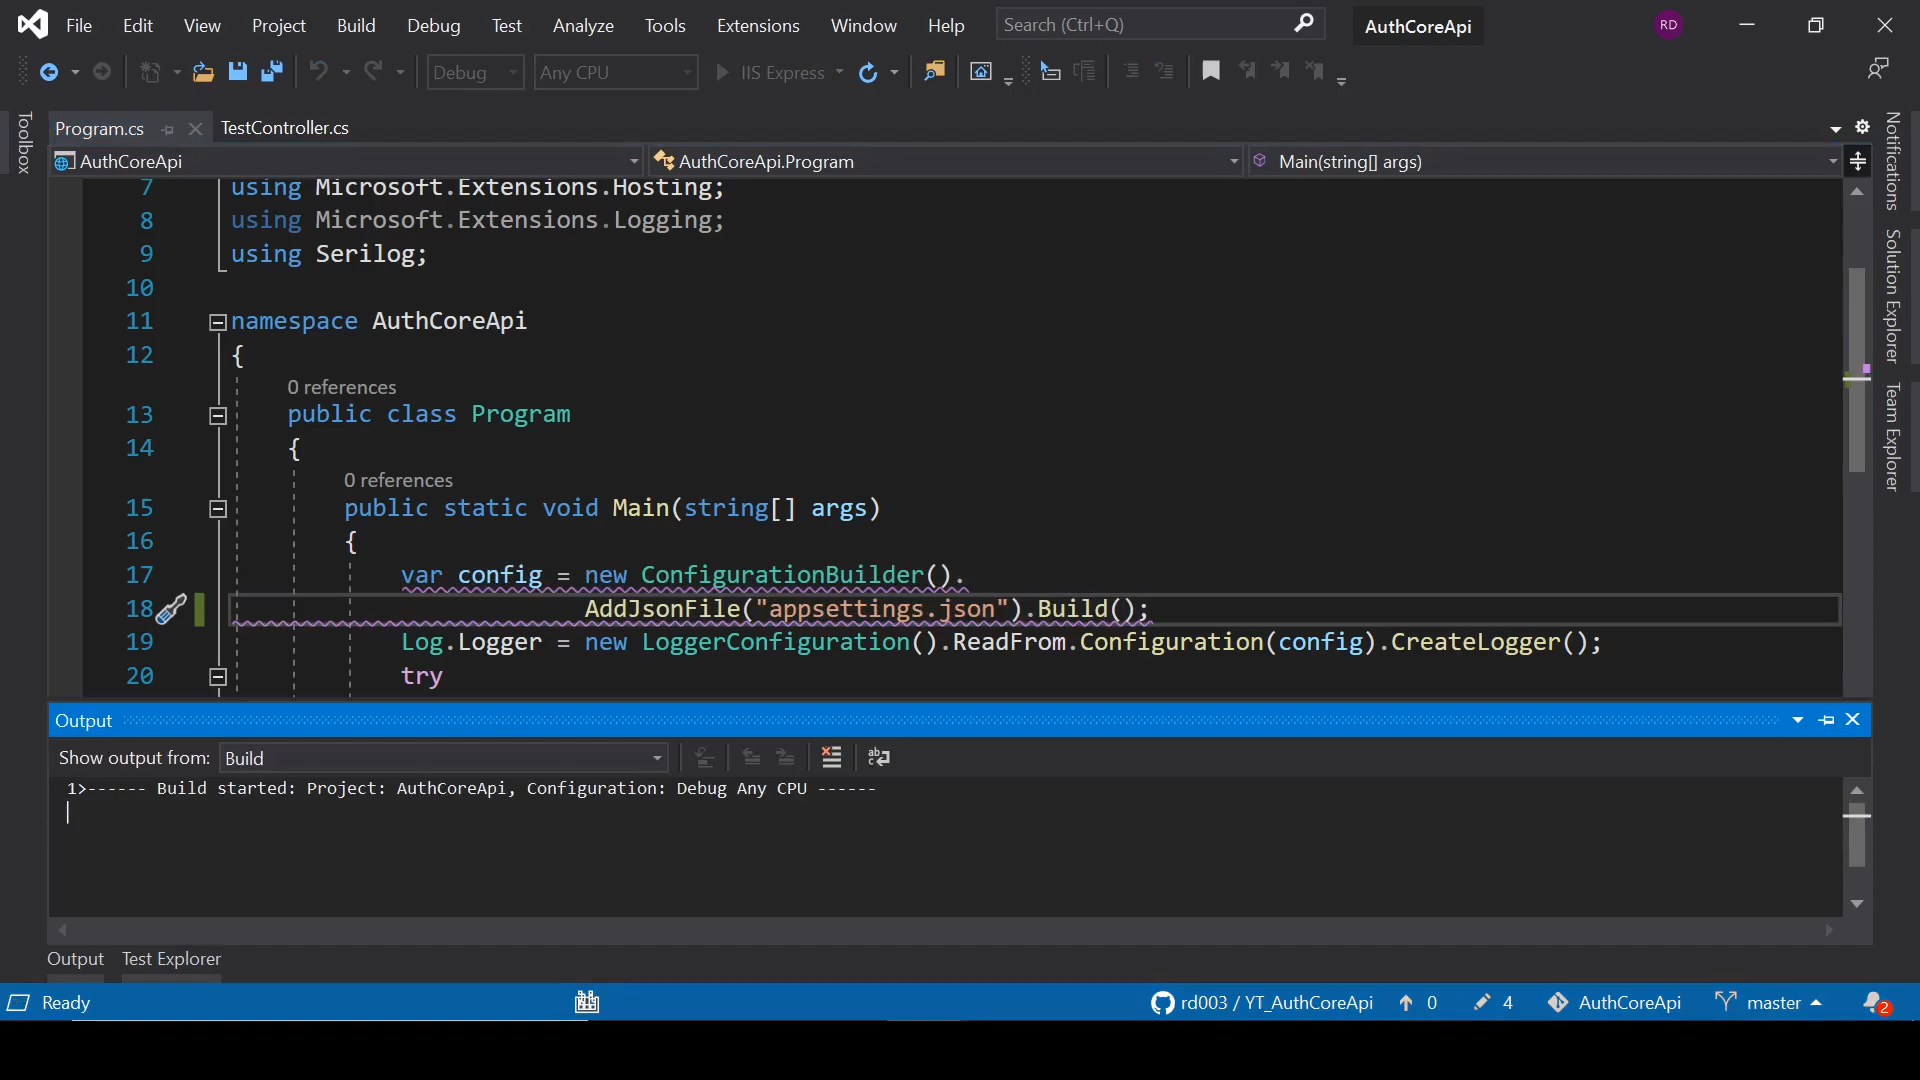 File Edit View Project Build Debug Test Analyze Tools Extensions Window Help Search (Ctrl+Q) AuthCoreApi RD
Debug Any CPU IIS Express
Toolbox
Program.cs TestController.cs
AuthCoreApi AuthCoreApi.Program Main(string[] args)
7 using Microsoft.Extensions.Hosting;
8 using Microsoft.Extensions.Logging;
9 using Serilog;
10
11 namespace AuthCoreApi
12 {
0 references
13 public class Program
14 {
0 references
15 public static void Main(string[] args)
16 {
17 var config = new ConfigurationBuilder().
18 AddJsonFile("appsettings.json").Build();
19 Log.Logger = new LoggerConfiguration().ReadFrom.Configuration(config).CreateLogger();
20 try
Notifications
Solution Explorer
Team Explorer
Output
Show output from: Build
1>------ Build started: Project: AuthCoreApi, Configuration: Debug Any CPU ------
Output Test Explorer
Ready rd003 / YT_AuthCoreApi 0 4 AuthCoreApi master 2